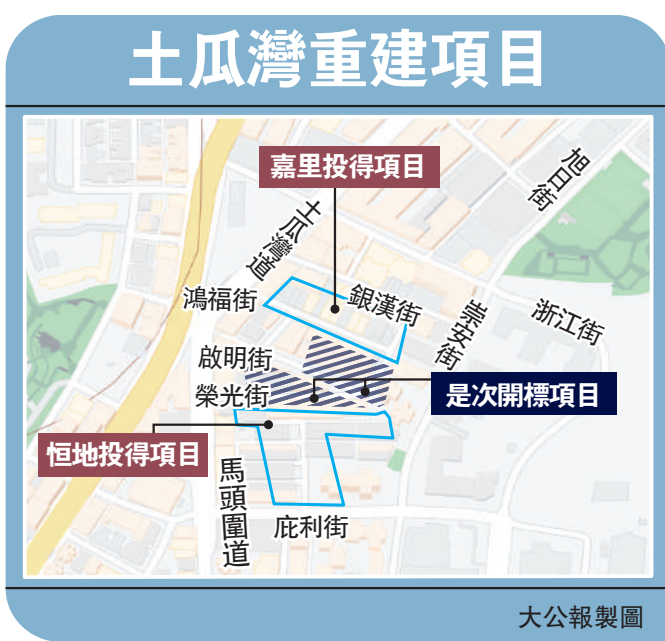 土瓜灣重建項目
嘉里投得項目
旭日街
土瓜灣道
鴻福街
銀漢街
崇安街
浙江街
啟明街
榮光街
是次開標項目
恒地投得項目
馬頭圍道
庇利街
大公報製圖